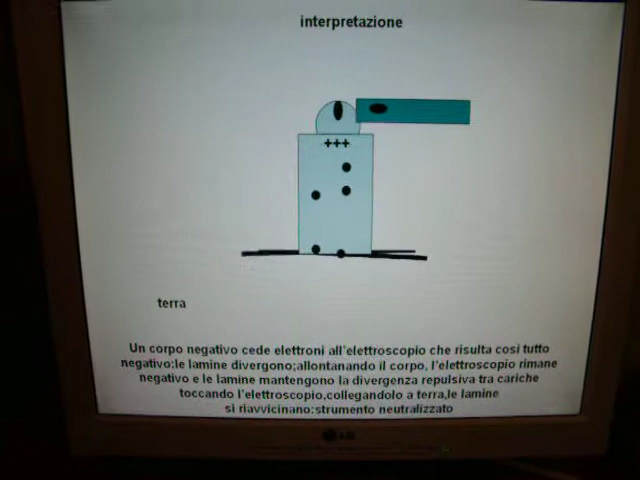 interpretazione
+++
terra
Un corpo negativo cede elettroni all'elettroscopio che risulta cosi tutto
negativo:le lamine divergono;allontanando il corpo, l'elettroscopio rimane
negativo e le lamine mantengono la divergenza repulsiva tra cariche
toccando l'elettroscopio,collegandolo a terra,le lamine
si riavvicinano:strumento neutralizzato
LG